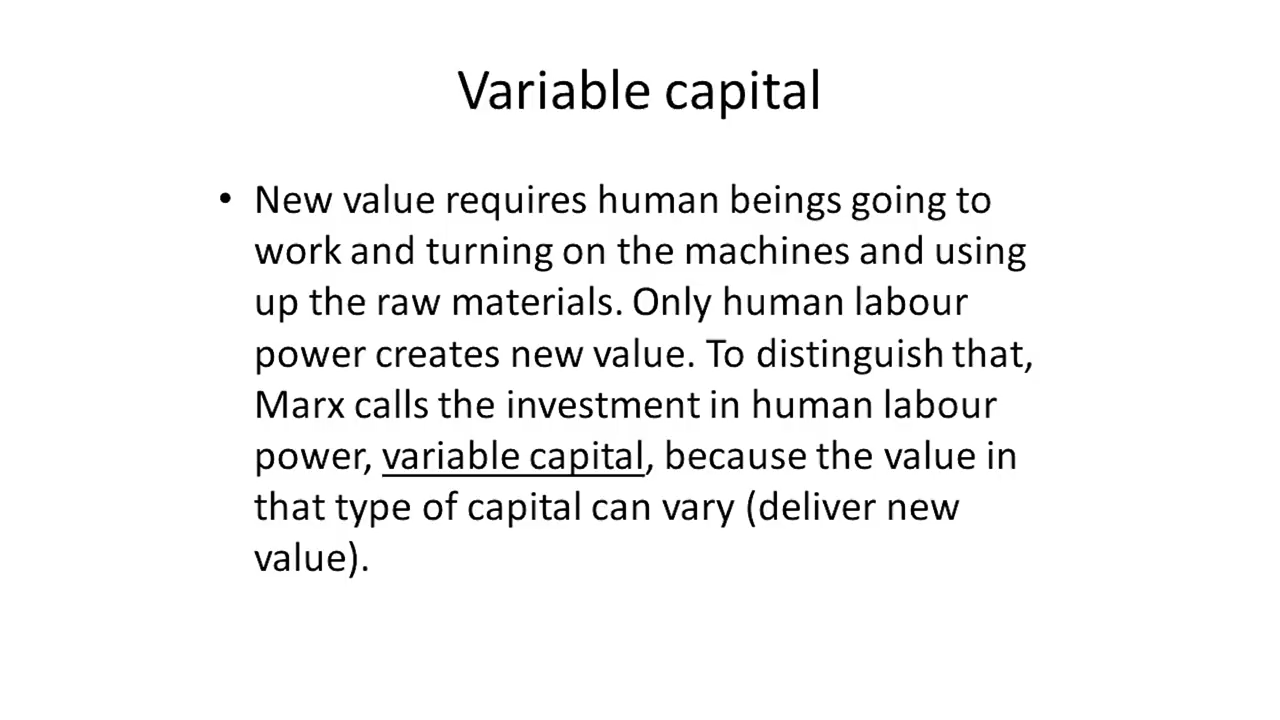 Variable capital
• New value requires human beings going to
work and turning on the machines and using
up the raw materials. Only human labour
power creates new value. To distinguish that,
Marx calls the investment in human labour
power, variable capital, because the value in
that type of capital can vary (deliver new
value).